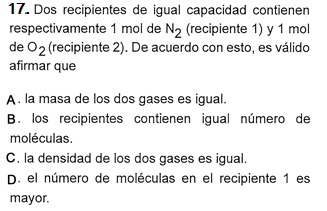 17. Dos recipientes de igual capacidad contienen
respectivamente 1 mol de N2 (recipiente 1) y 1 mol
de O2 (recipiente 2). De acuerdo con esto, es válido
afirmar que
A. la masa de los dos gases es igual.
B. los recipientes contienen igual número de
moléculas.
C. la densidad de los dos gases es igual.
D. el número de moléculas en el recipiente 1 es
mayor.